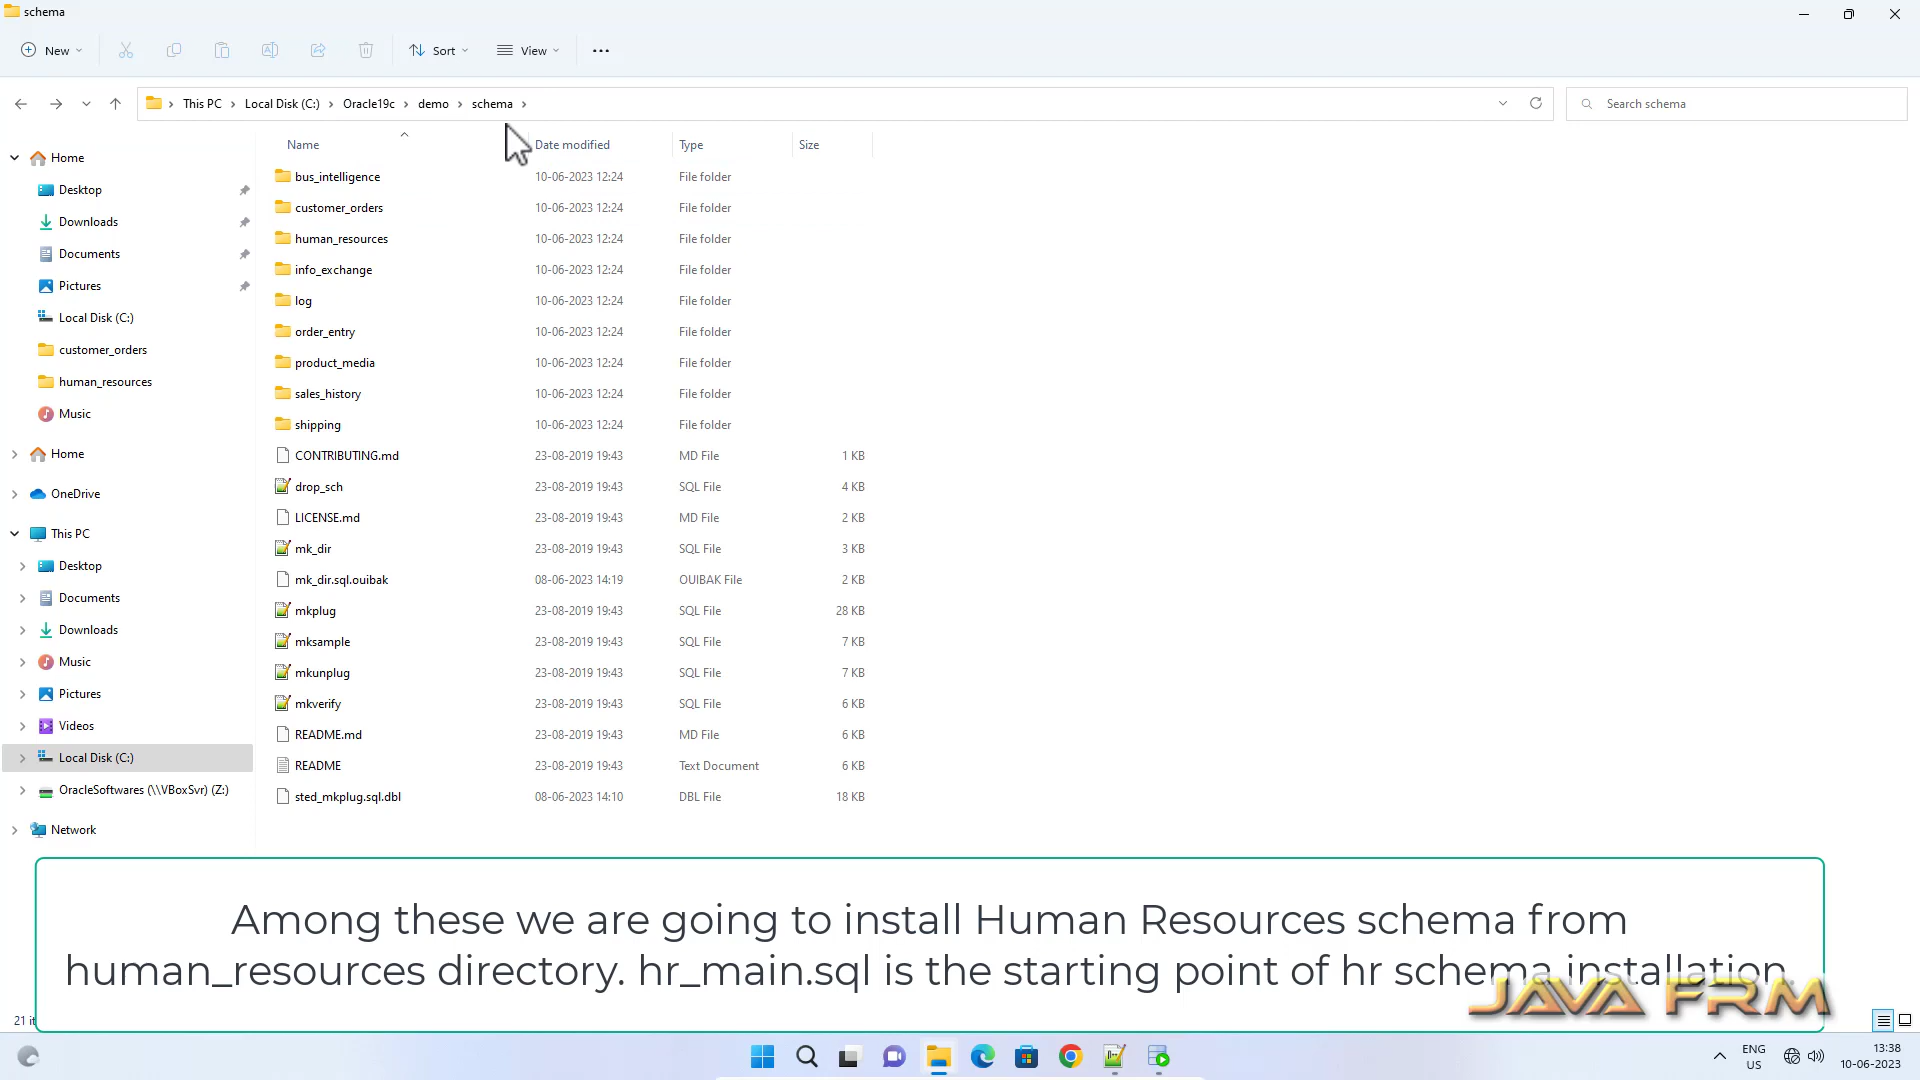 schema
New
Sort
View
This PC
Local Disk (C:)
Oracle19c
demo
schema
Search schema
Name
Date modified
Type
Size
Home
Desktop
Downloads
Documents
Pictures
Local Disk (C:)
customer_orders
human_resources
Music
Home
OneDrive
This PC
Desktop
Documents
Downloads
Music
Pictures
Videos
Local Disk (C:)
OracleSoftwares (\\VBoxSvr) (Z:)
Network
bus_intelligence 10-06-2023 12:24 File folder
customer_orders 10-06-2023 12:24 File folder
human_resources 10-06-2023 12:24 File folder
info_exchange 10-06-2023 12:24 File folder
log 10-06-2023 12:24 File folder
order_entry 10-06-2023 12:24 File folder
product_media 10-06-2023 12:24 File folder
sales_history 10-06-2023 12:24 File folder
shipping 10-06-2023 12:24 File folder
CONTRIBUTING.md 23-08-2019 19:43 MD File 1 KB
drop_sch 23-08-2019 19:43 SQL File 4 KB
LICENSE.md 23-08-2019 19:43 MD File 2 KB
mk_dir 23-08-2019 19:43 SQL File 3 KB
mk_dir.sql.ouibak 08-06-2023 14:19 OUIBAK File 2 KB
mkplug 23-08-2019 19:43 SQL File 28 KB
mksample 23-08-2019 19:43 SQL File 7 KB
mkunplug 23-08-2019 19:43 SQL File 7 KB
mkverify 23-08-2019 19:43 SQL File 6 KB
README.md 23-08-2019 19:43 MD File 6 KB
README 23-08-2019 19:43 Text Document 6 KB
sted_mkplug.sql.dbl 08-06-2023 14:10 DBL File 18 KB
Among these we are going to install Human Resources schema from
human_resources directory. hr_main.sql is the starting point of hr schema installation.
JAVA FRM
21
ENG
US
13:38
10-06-2023